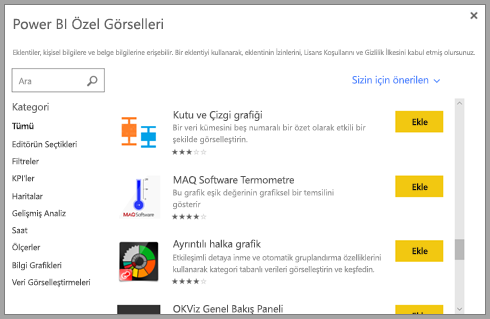 Power BI Özel Görselleri
Eklentiler, kişisel bilgilere ve belge bilgilerine erişebilir. Bir eklentiyi kullanarak, eklentinin İzinlerini, Lisans Koşullarını ve Gizlilik İlkesini kabul etmiş olursunuz.
Ara
Sizin için önerilen
Kategori
Tümü
Editörün Seçtikleri
Filtreler
KPI'ler
Haritalar
Gelişmiş Analiz
Saat
Ölçerler
Bilgi Grafikleri
Veri Görselleştirmeleri
Kutu ve Çizgi grafiği
Bir veri kümesini beş numaralı bir özet olarak etkili bir
şekilde görselleştirin.
Ekle
MAQSoftware
MAQ Software Termometre
Bu grafik eşik değerinin grafiksel bir temsilini
gösterir
Ekle
Ayrıntılı halka grafik
Etkileşimli detaya inme ve otomatik gruplandırma özelliklerini
kullanarak kategori tabanlı verileri görselleştirin ve keşfedin.
Ekle
OKViz Genel Bakış Paneli
Ekle